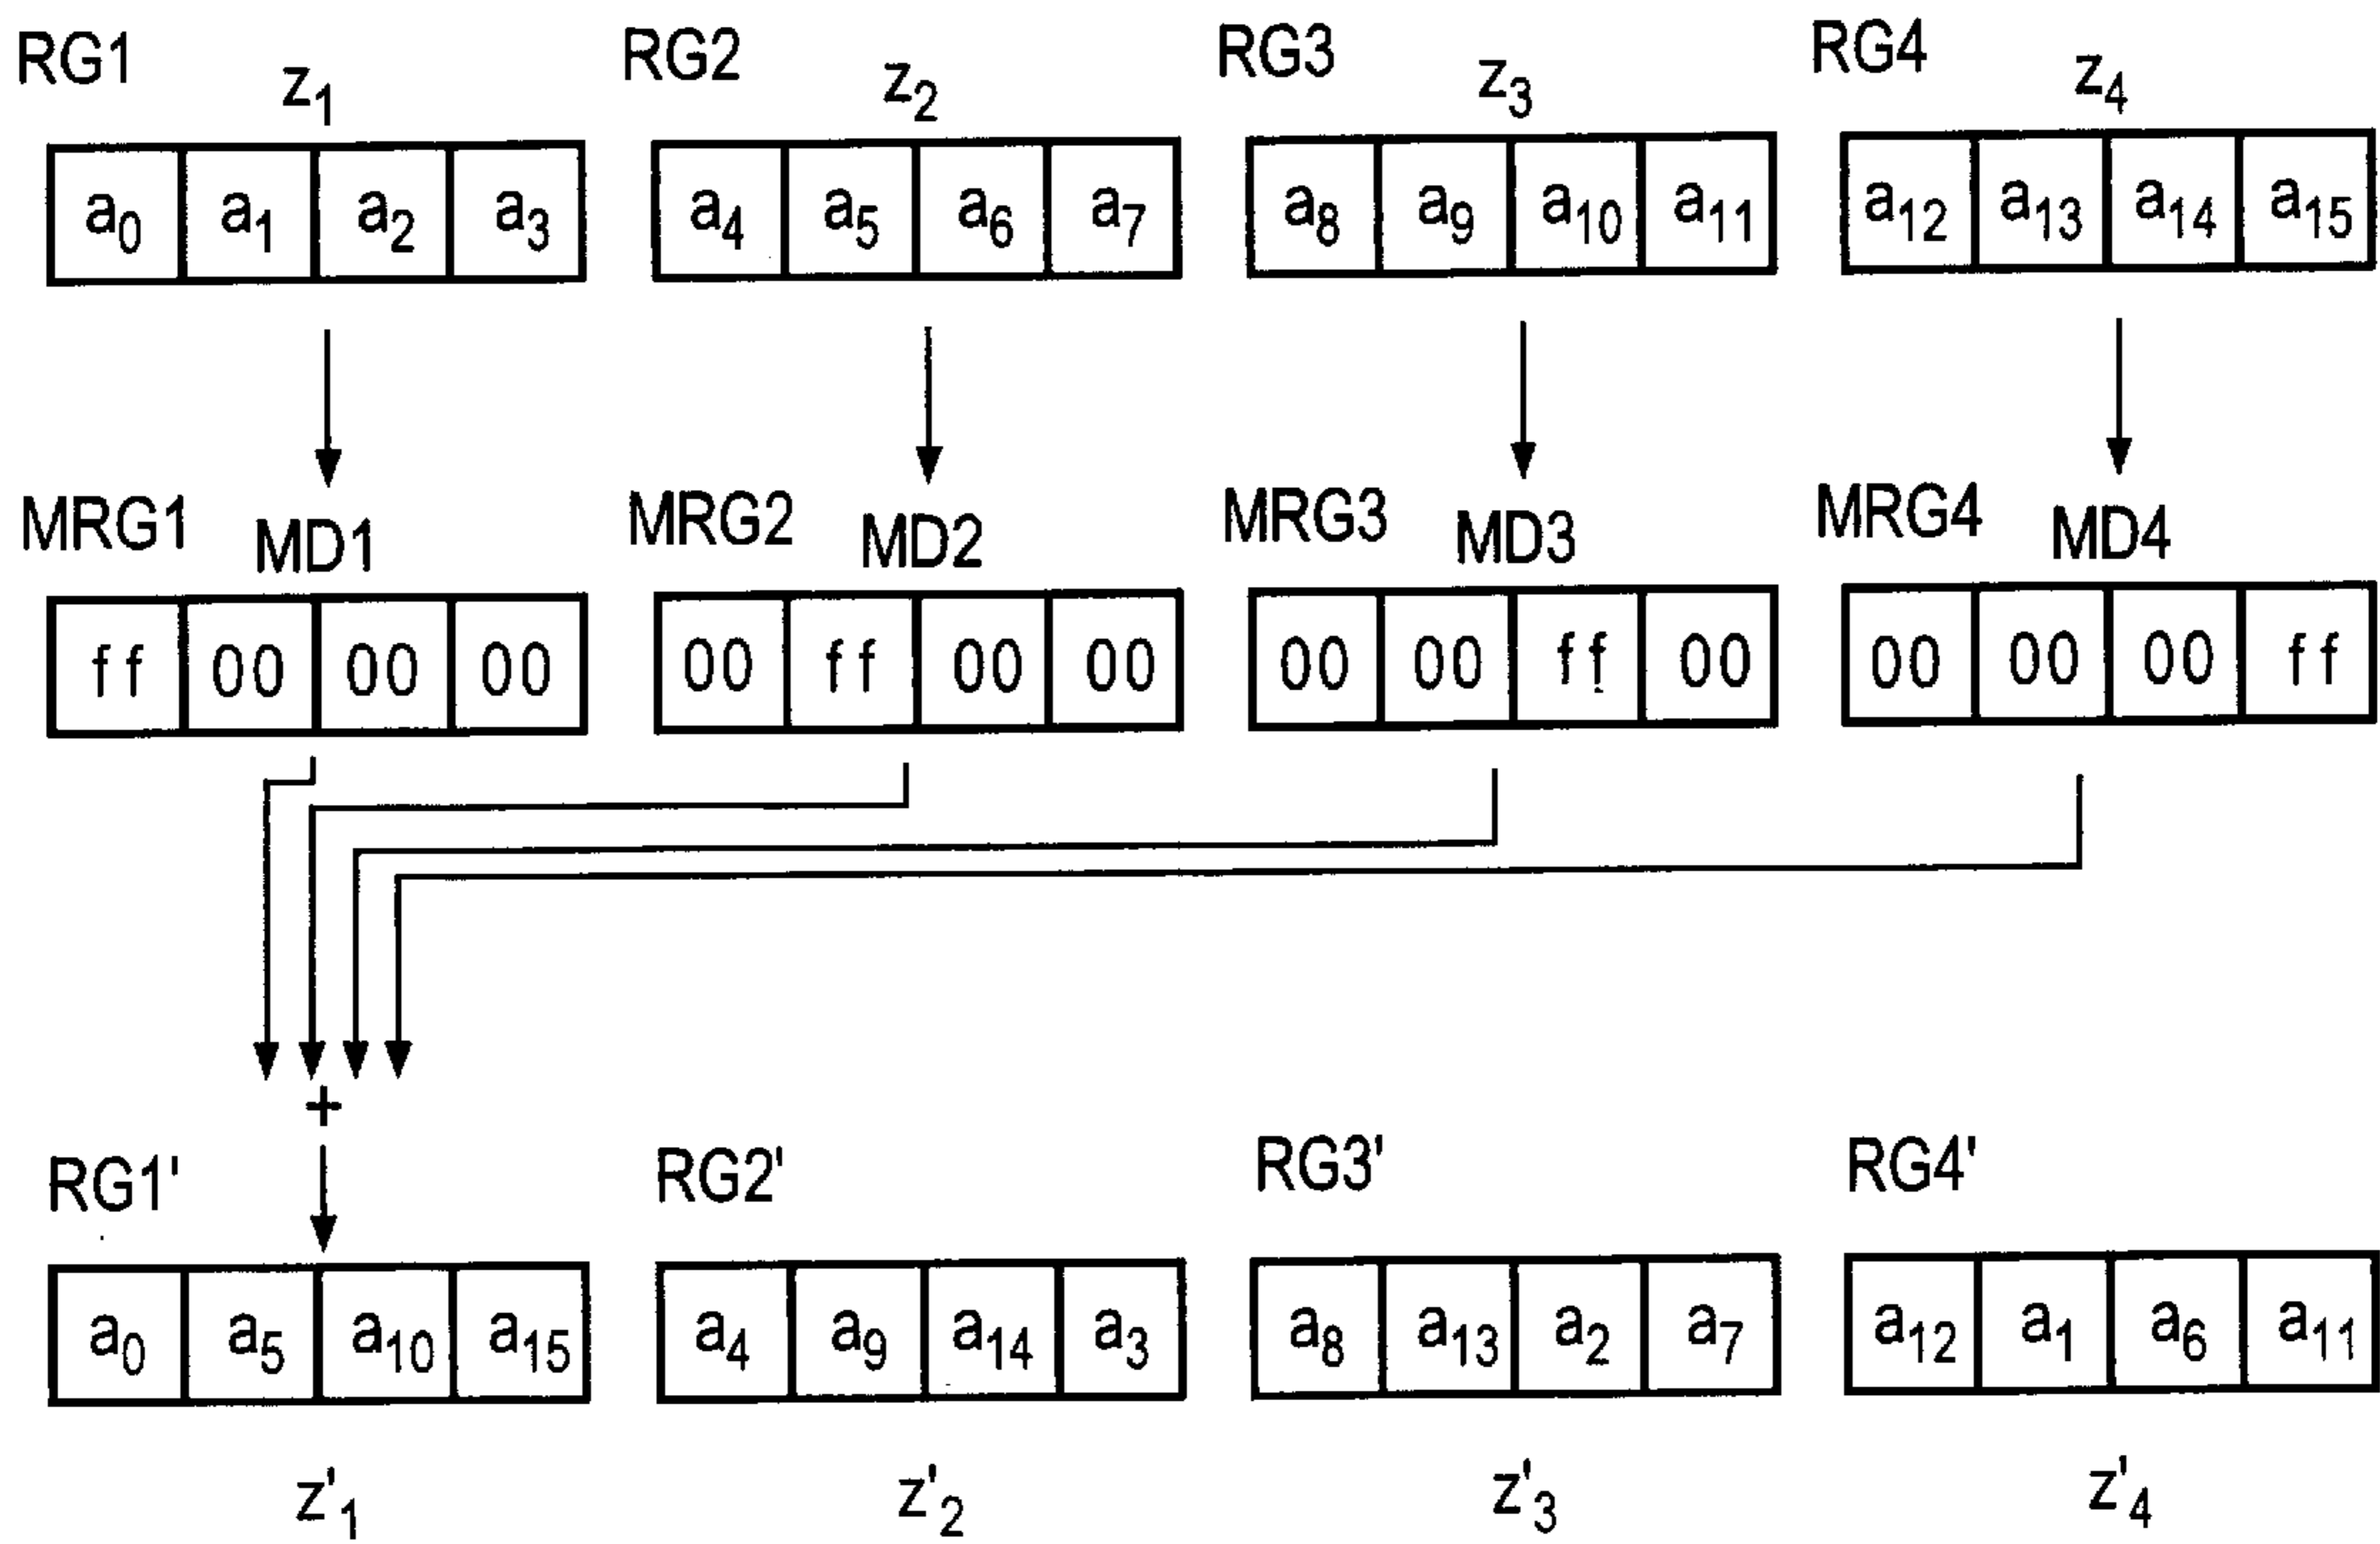 RG1 z₁ RG2 z₂ RG3 z₃ RG4 z₄
a₀ a₁ a₂ a₃ a₄ a₅ a₆ a₇ a₈ a₉ a₁₀ a₁₁ a₁₂ a₁₃ a₁₄ a₁₅
MRG1 MD1 MRG2 MD2 MRG3 MD3 MRG4 MD4
ff 00 00 00 00 ff 00 00 00 00 ff 00 00 00 00 ff
+
RG1' RG2' RG3' RG4'
a₀ a₅ a₁₀ a₁₅ a₄ a₉ a₁₄ a₃ a₈ a₁₃ a₂ a₇ a₁₂ a₁ a₆ a₁₁
z'₁ z'₂ z'₃ z'₄